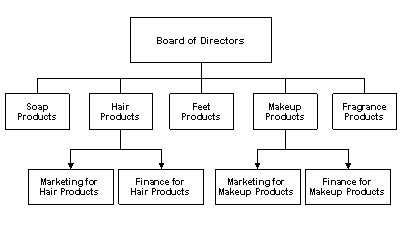 Board of Directors
Soap
Products
Hair
Products
Feet
Products
Makeup
Products
Fragrance
Products
Marketing for
Hair Products
Finance for
Hair Products
Marketing for
Makeup Products
Finance for
Makeup Products